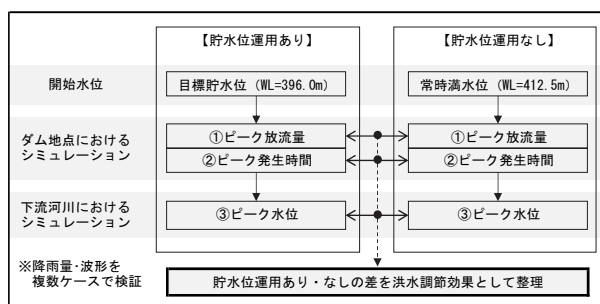 【貯水位運用あり】 【貯水位運用なし】
開始水位 目標貯水位(WL=396.0m) 常時満水位(WL=412.5m)
ダム地点における
シミュレーション
①ピーク放流量 ①ピーク放流量
②ピーク発生時間 ②ピーク発生時間
下流河川における
シミュレーション
③ピーク水位 ③ピーク水位
※降雨量・波形を
複数ケースで検証
貯水位運用あり・なしの差を洪水調節効果として整理